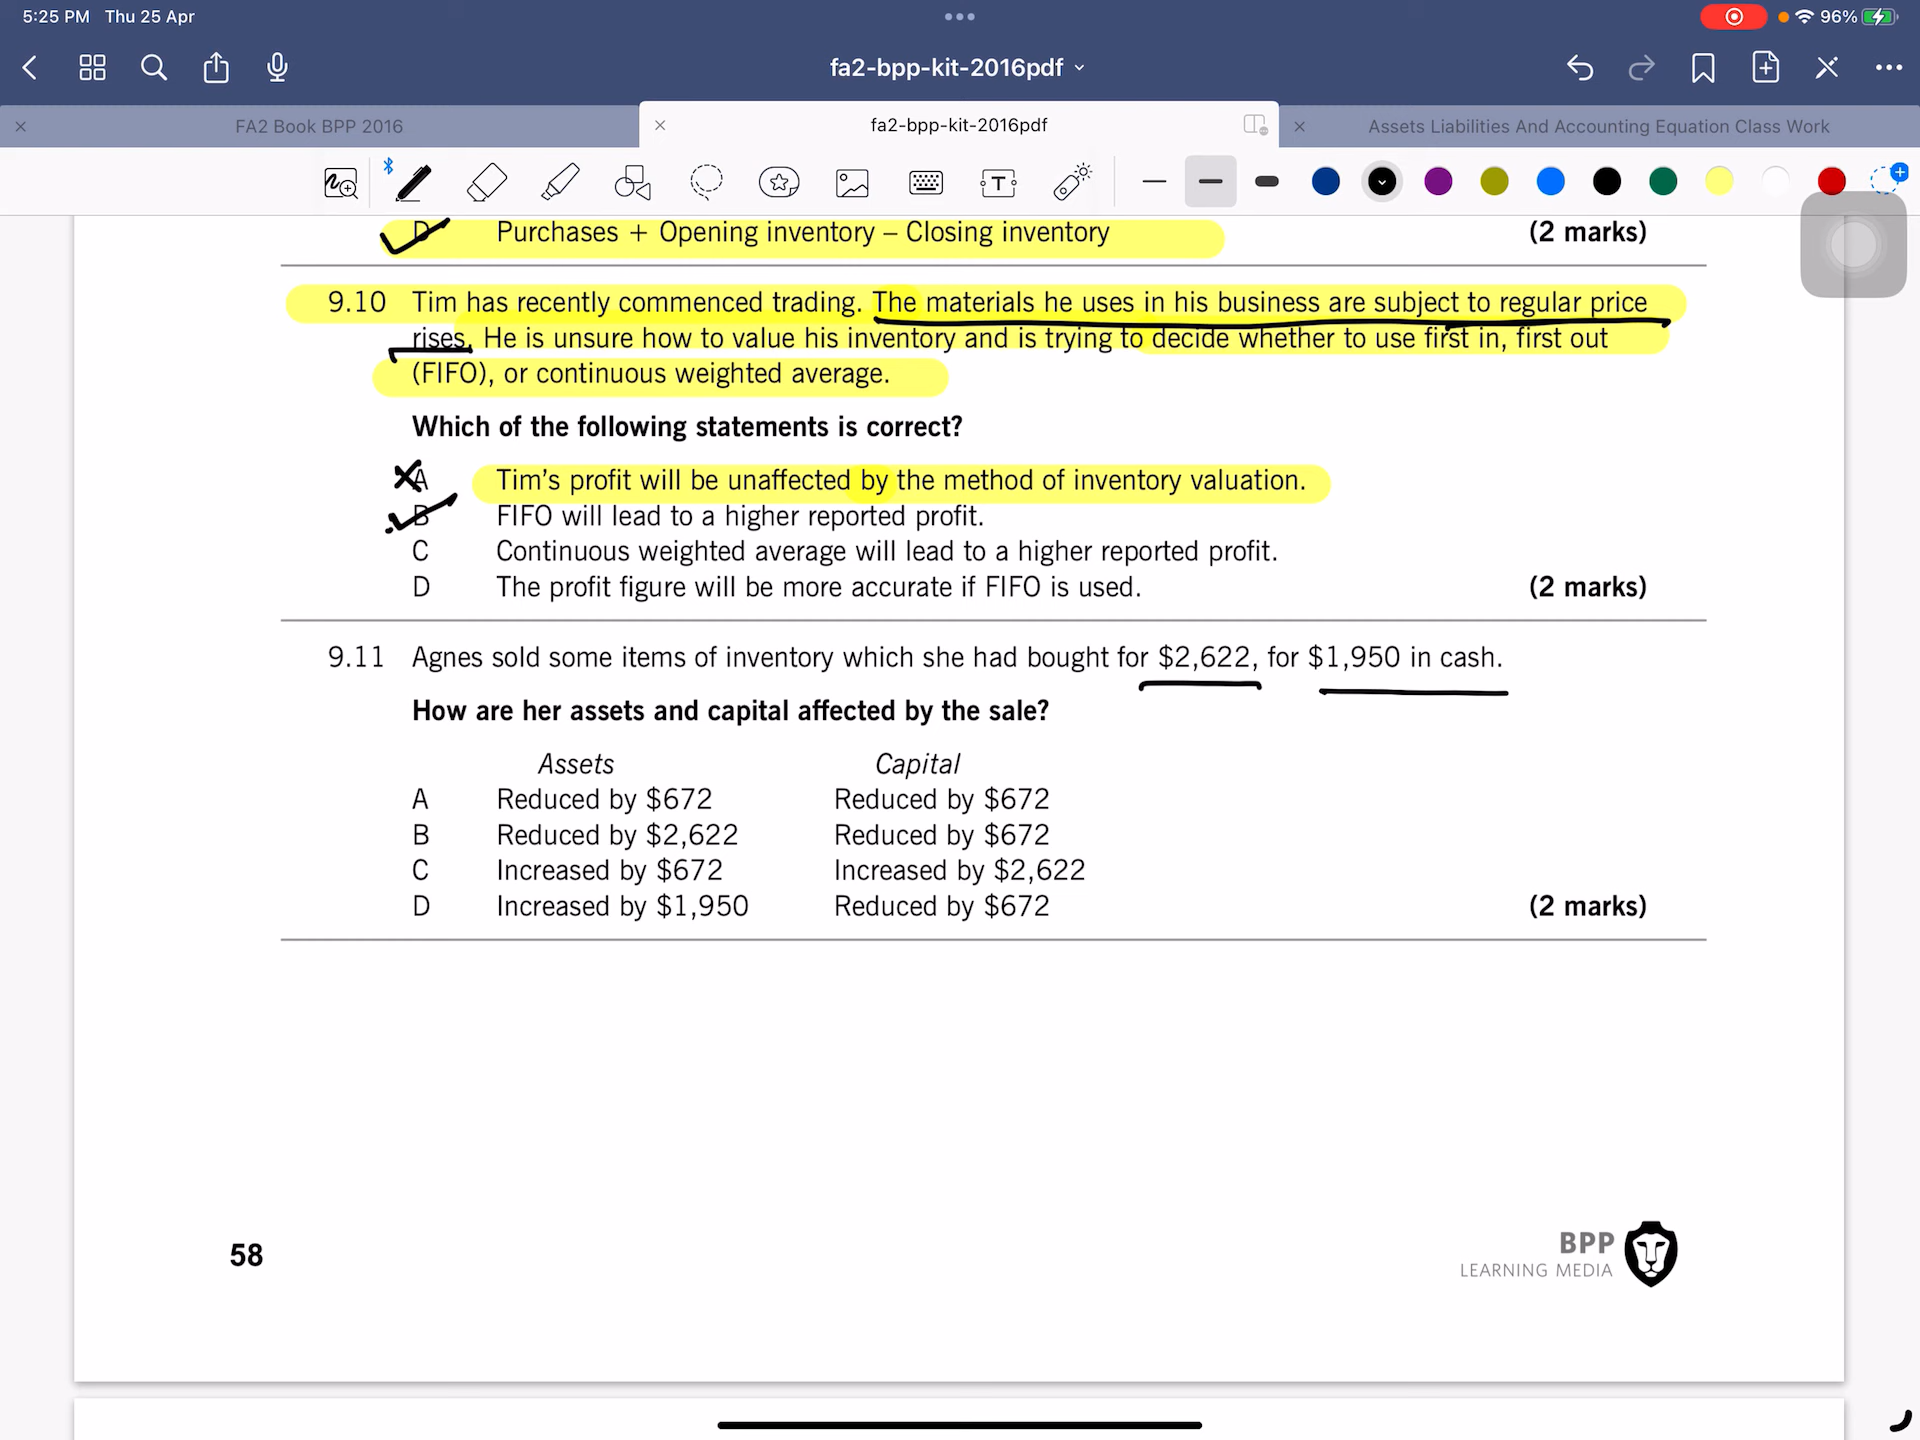 5:25 PM Thu 25 Apr
96%
fa2-bpp-kit-2016pdf
FA2 Book BPP 2016
fa2-bpp-kit-2016pdf
Assets Liabilities And Accounting Equation Class Work
T
D Purchases + Opening inventory – Closing inventory (2 marks)
9.10 Tim has recently commenced trading. The materials he uses in his business are subject to regular price
rises. He is unsure how to value his inventory and is trying to decide whether to use first in, first out
(FIFO), or continuous weighted average.
Which of the following statements is correct?
A Tim's profit will be unaffected by the method of inventory valuation.
B FIFO will lead to a higher reported profit.
C Continuous weighted average will lead to a higher reported profit.
D The profit figure will be more accurate if FIFO is used. (2 marks)
9.11 Agnes sold some items of inventory which she had bought for $2,622, for $1,950 in cash.
How are her assets and capital affected by the sale?
Assets Capital
A Reduced by $672 Reduced by $672
B Reduced by $2,622 Reduced by $672
C Increased by $672 Increased by $2,622
D Increased by $1,950 Reduced by $672 (2 marks)
58
BPP
LEARNING MEDIA